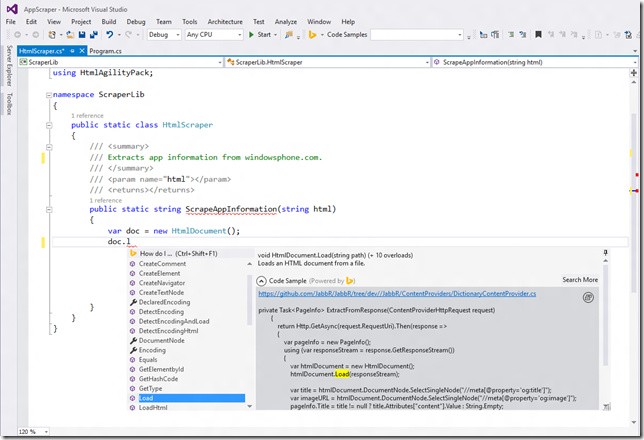 AppScraper - Microsoft Visual Studio
File Edit View Project Build Debug Team Tools Architecture Test Analyze Window Help
Debug Any CPU Start Code Samples
HtmlScraper.cs* Program.cs
ScraperLib ScraperLib.HtmlScraper ScrapeAppInformation(string html)
Server Explorer
Toolbox
using HtmlAgilityPack;
namespace ScraperLib
{
1 reference
public static class HtmlScraper
{
/// <summary>
/// Extracts app information from windowsphone.com.
/// </summary>
/// <param name="html"></param>
/// <returns></returns>
1 reference
public static string ScrapeAppInformation(string html)
{
var doc = new HtmlDocument();
doc.l
}
}
}
How do I ... (Ctrl+Shift+F1)
CreateComment
CreateElement
CreateNavigator
CreateTextNode
DeclaredEncoding
DetectEncoding
DetectEncodingAndLoad
DetectEncodingHtml
DocumentNode
Encoding
Equals
GetElementbyId
GetHashCode
GetType
Load
LoadHtml
void HtmlDocument.Load(string path) (+ 10 overloads)
Loads an HTML document from a file.
Code Sample (Powered by Search More
https://github.com/JabbR/JabbR/tree/dev//JabbR/ContentProviders/DictionaryContentProvider.cs
private Task<PageInfo> ExtractFromResponse(ContentProviderHttpRequest request)
{
return Http.GetAsync(request.RequestUri).Then(response =>
{
var pageInfo = new PageInfo();
using (var responseStream = response.GetResponseStream())
{
var htmlDocument = new HtmlDocument();
htmlDocument.Load(responseStream);
var title = htmlDocument.DocumentNode.SelectSingleNode("//meta[@property='og:title']");
var imageURL = htmlDocument.DocumentNode.SelectSingleNode("//meta[@property='og:image']
pageInfo.Title = title != null ? title.Attributes["content"].Value : String.Empty;
120 %